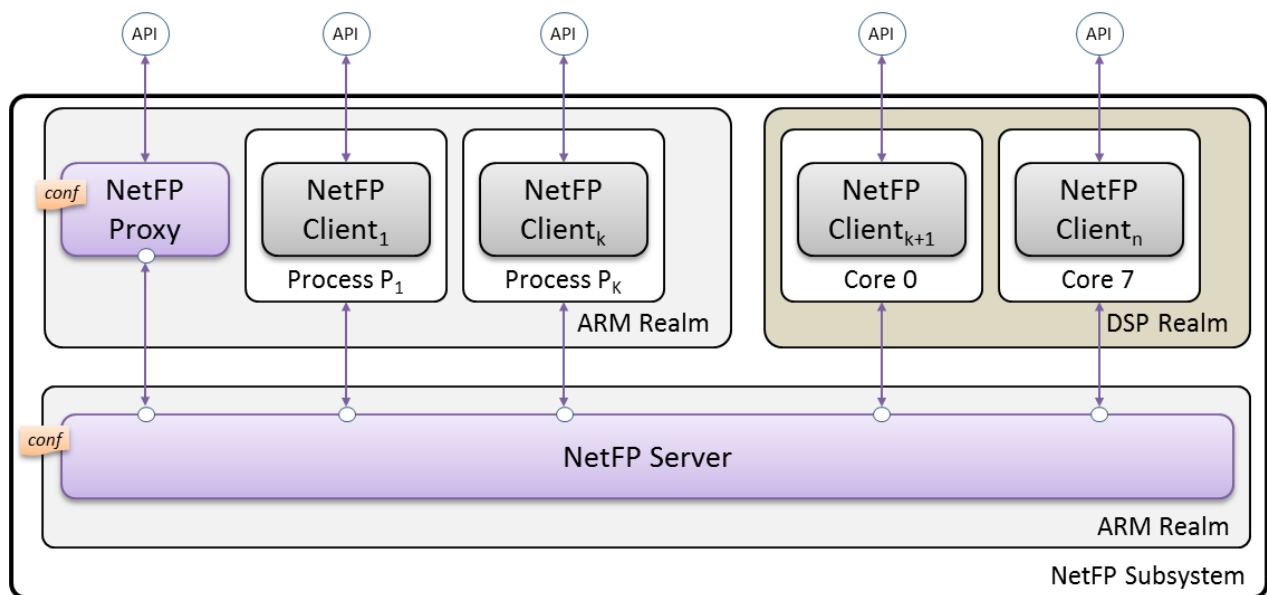 API API API API API
conf
NetFP
Proxy
NetFP
Client1
Process P1
NetFP
Clientk
Process PK
ARM Realm
NetFP
Clientk+1
Core 0
NetFP
Clientn
Core 7
DSP Realm
conf
NetFP Server
ARM Realm
NetFP Subsystem